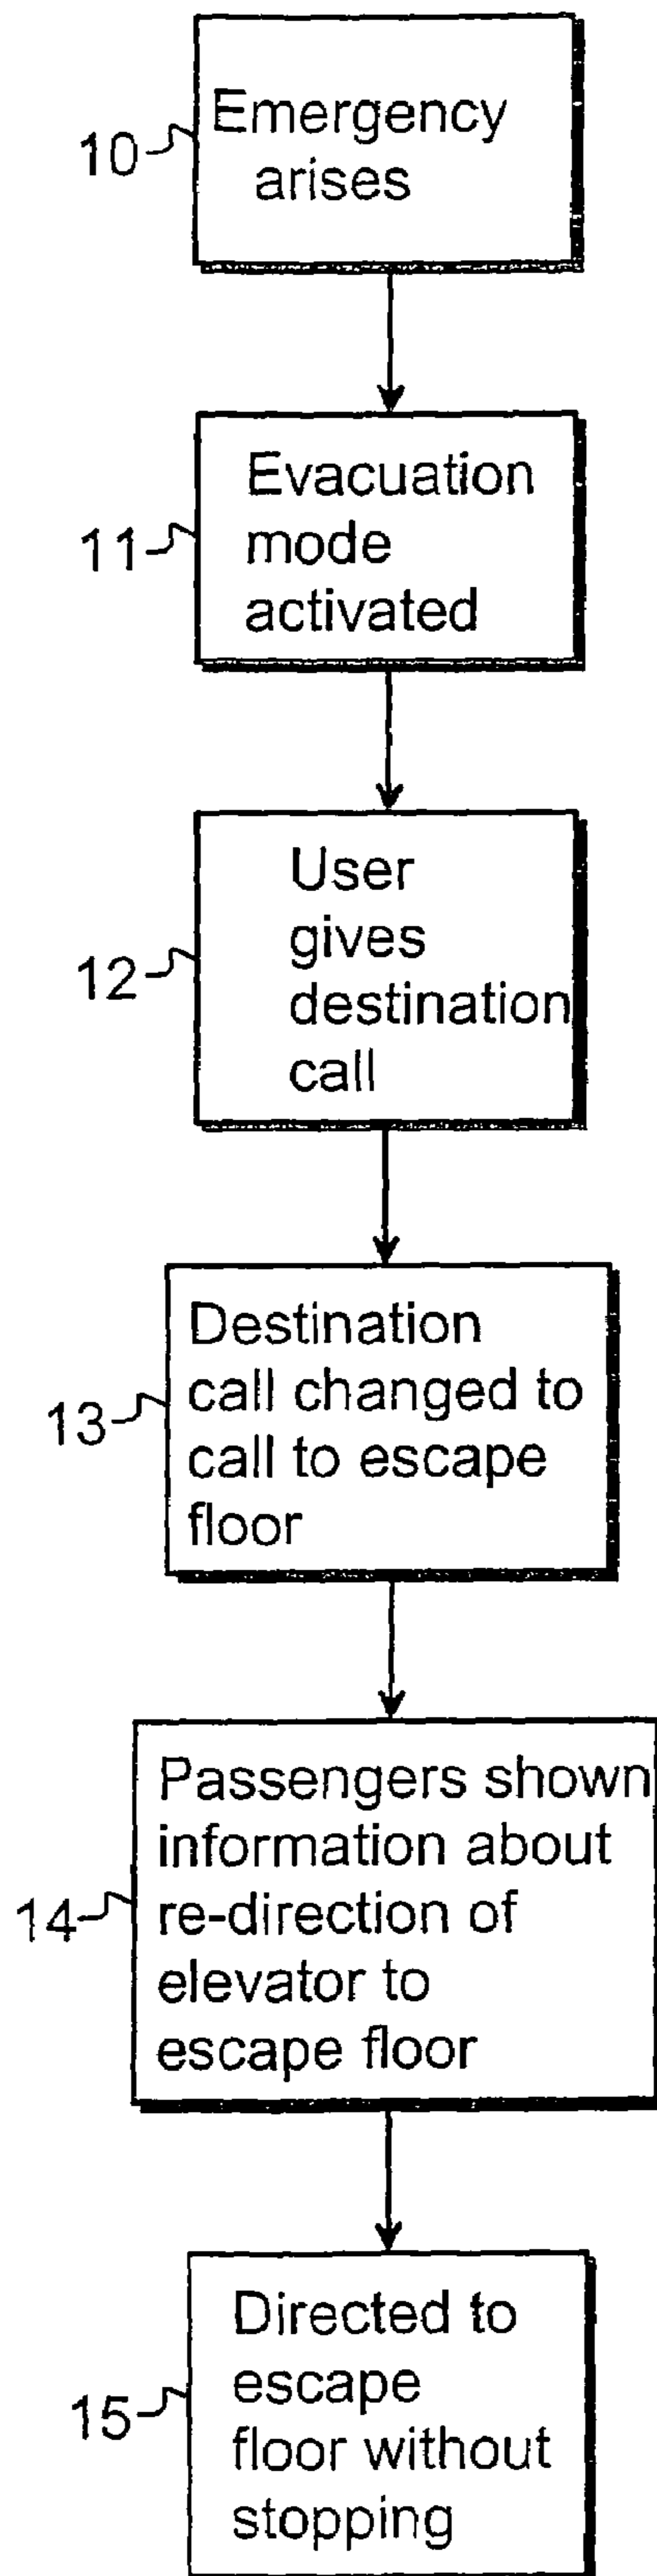 Emergency
arises
10
Evacuation
mode
activated
11
User
gives
destination
call
12
Destination
call changed to
call to escape
floor
13
Passengers shown
information about
re-direction of
elevator to
escape floor
14
Directed to
escape
floor without
stopping
15